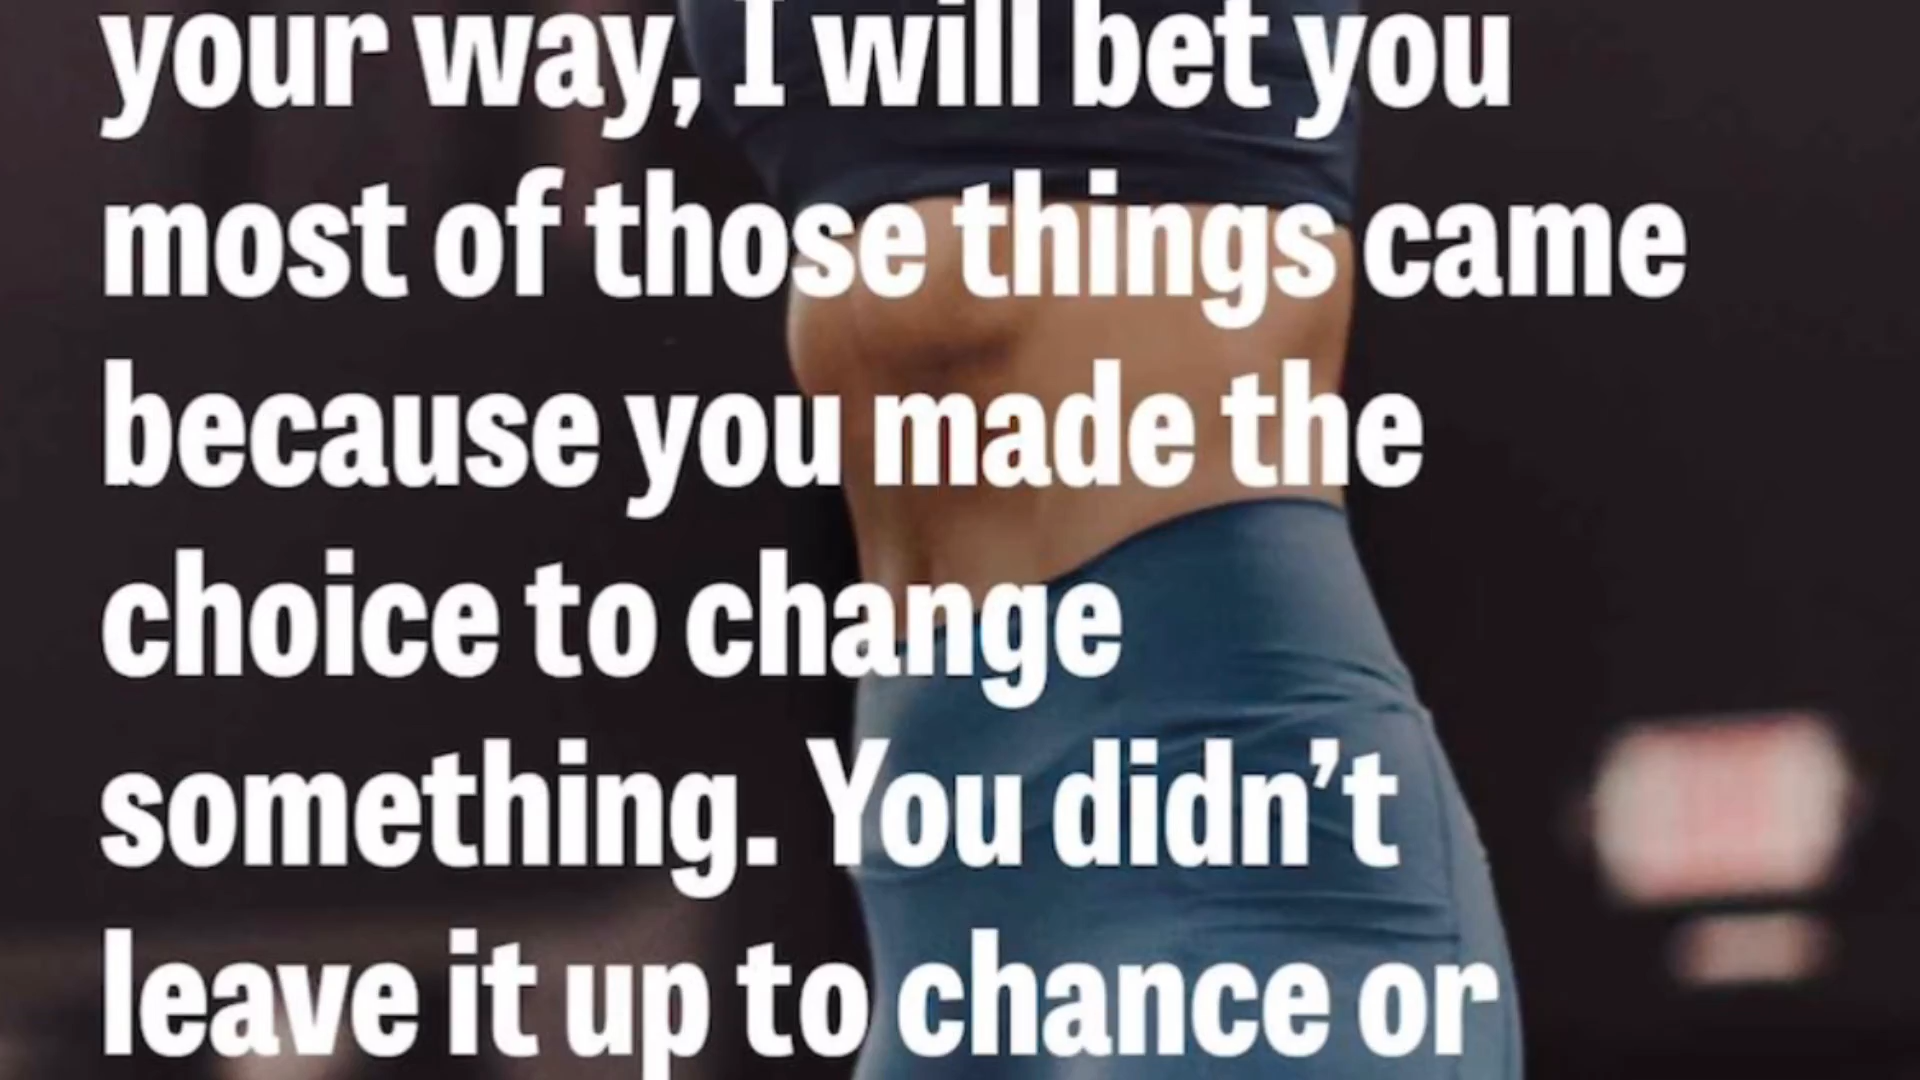 your way, I will bet you
most of those things came
because you made the
choice to change
something. You didn’t
leave it up to chance or